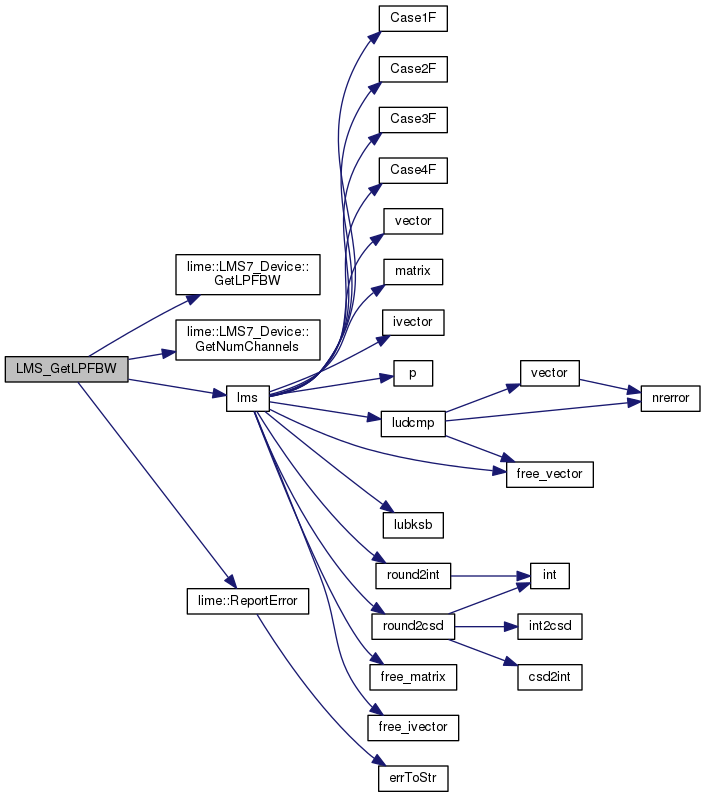 Case1F
Case2F
Case3F
Case4F
vector
lime::LMS7_Device::
GetLPFBW
matrix
ivector
lime::LMS7_Device::
GetNumChannels
LMS_GetLPFBW
p
vector
lms
nrerror
ludcmp
free_vector
lubksb
round2int
int
lime::ReportError
round2csd
int2csd
free_matrix
csd2int
free_ivector
errToStr